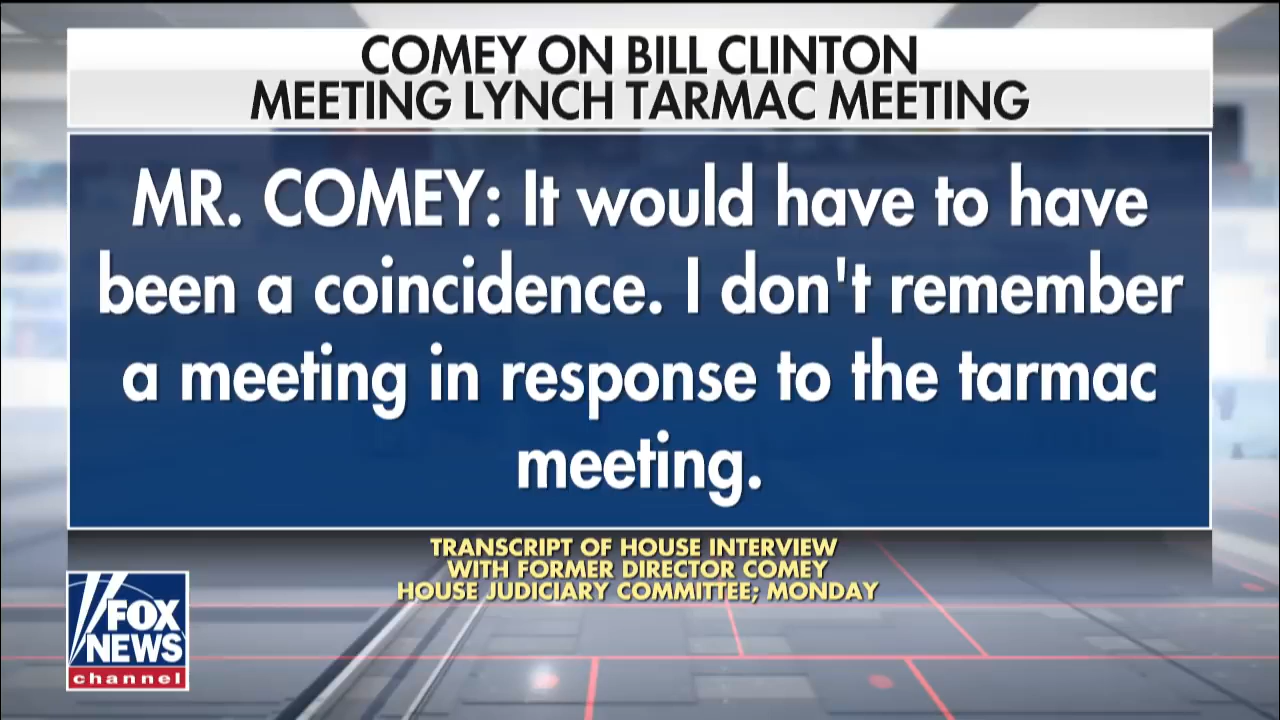 COMEY ON BILL CLINTON
MEETING LYNCH TARMAC MEETING
MR. COMEY: It would have to have
been a coincidence. I don't remember
a meeting in response to the tarmac
meeting.
TRANSCRIPT OF HOUSE INTERVIEW
WITH FORMER DIRECTOR COMEY
HOUSE JUDICIARY COMMITTEE; MONDAY
FOX
NEWS
channel